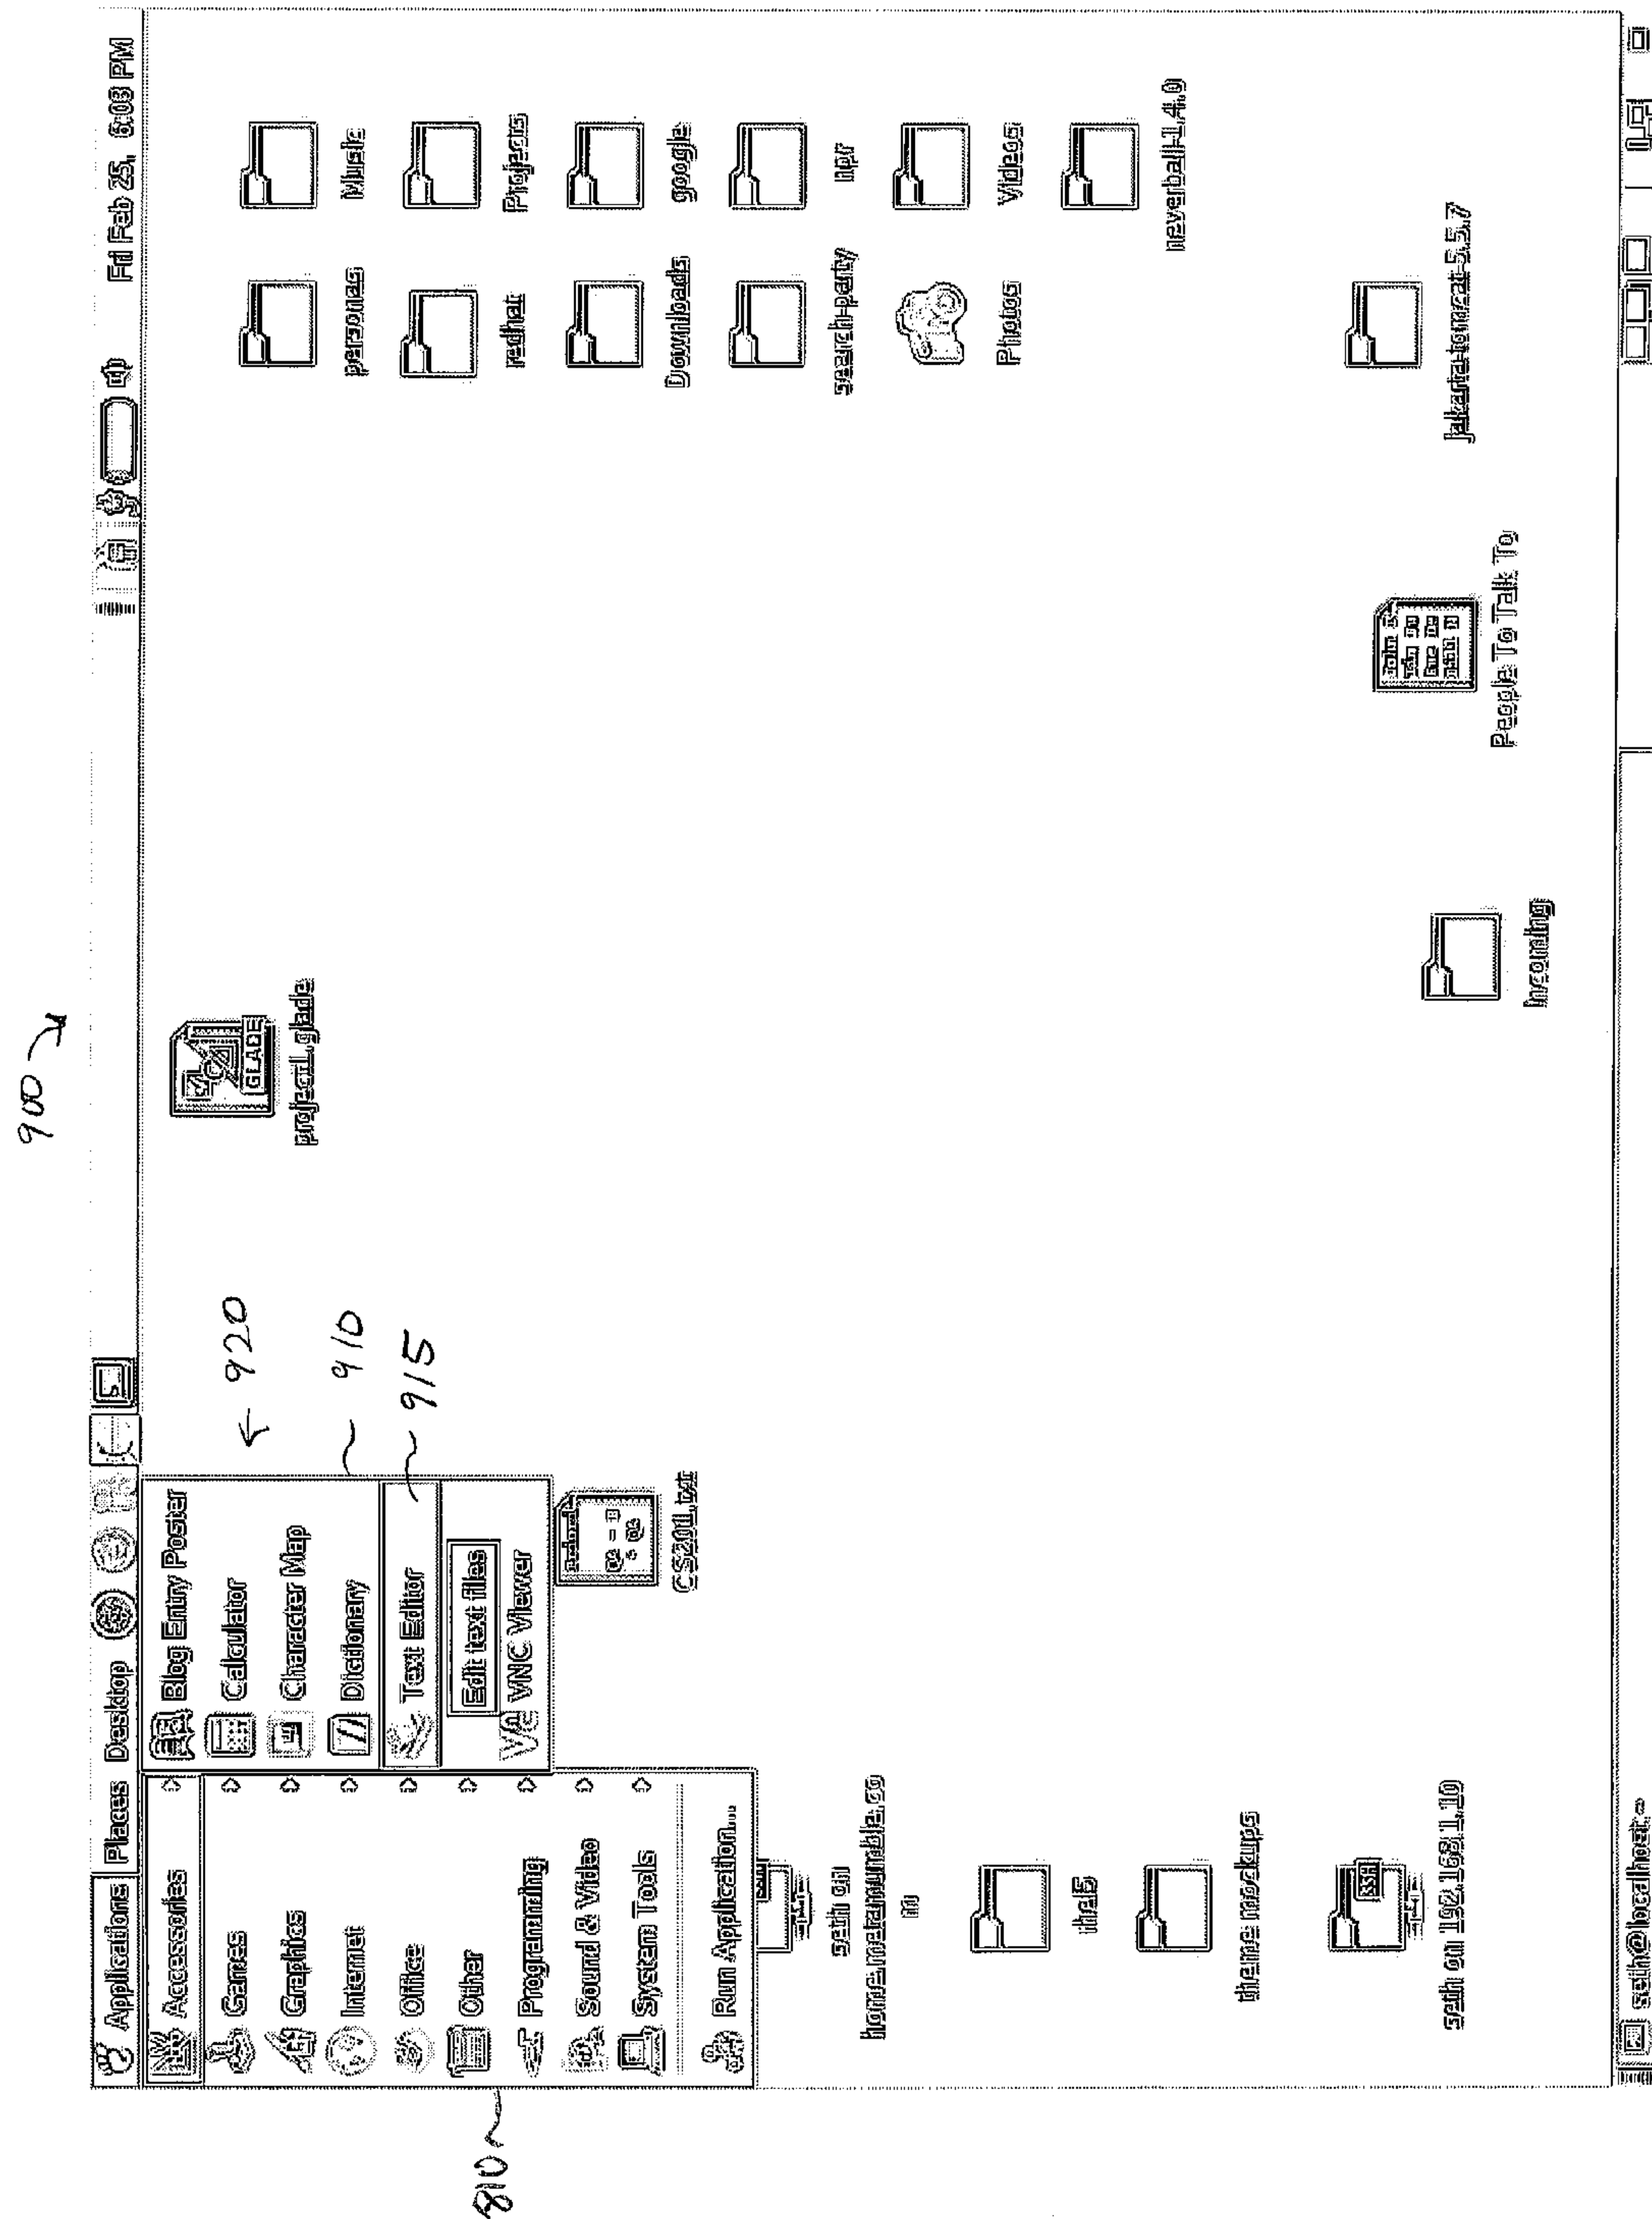 900
Applications Places Desktop Fri Feb 25, 6:08 PM
Accessories
Games
Graphics
Internet
Office
Other
Programming
Sound & Video
System Tools
Run Application...
810
Blog Entry Poster
Calculator
Character Map
Dictionary
Text Editor
Edit text files
VNC Viewer
920
910
915
project1.glade
GLADE
CS201.txt
personas
Music
redhat
Projects
Downloads
google
search-party
npr
Photos
Videos
neverball-1.4.0
seth on
home.metamumble.co
m
theme mockups
seth on 192.168.1.10
SSH
Incoming
People To Talk To
jakarta-tomcat-5.5.7
seth@localhost:~